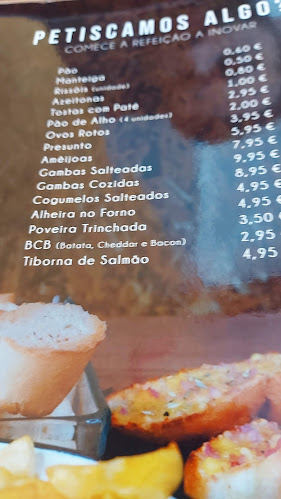 PETISCAMOS ALGO?
COMECE A REFEIÇÃO A INOVAR
Pão 0,60 €
Manteiga 0,50 €
Rissóis (unidade) 0,80 €
Azeitonas 1,00 €
Tostas com Paté 2,95 €
Pão de Alho (4 unidades) 2,00 €
Ovos Rotos 3,95 €
Presunto 5,95 €
Amêijoas 7,95 €
Gambas Salteadas 9,95 €
Gambas Cozidas 8,95 €
Cogumelos Salteados 4,95 €
Alheira no Forno 4,95 €
Poveira Trinchada 3,50 €
BCB (Batata, Cheddar e Bacon) 2,95
Tiborna de Salmão 4,95